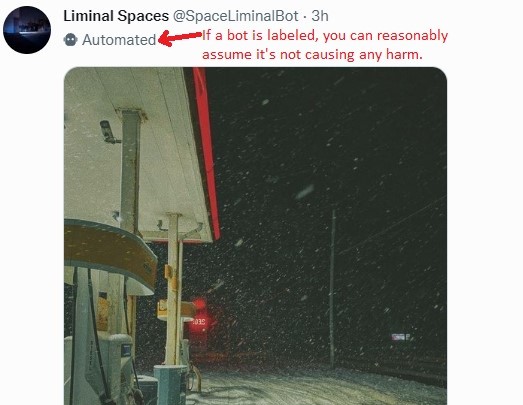 Liminal Spaces @SpaceLiminalBot · 3h
Automated
If a bot is labeled, you can reasonably
assume it's not causing any harm.